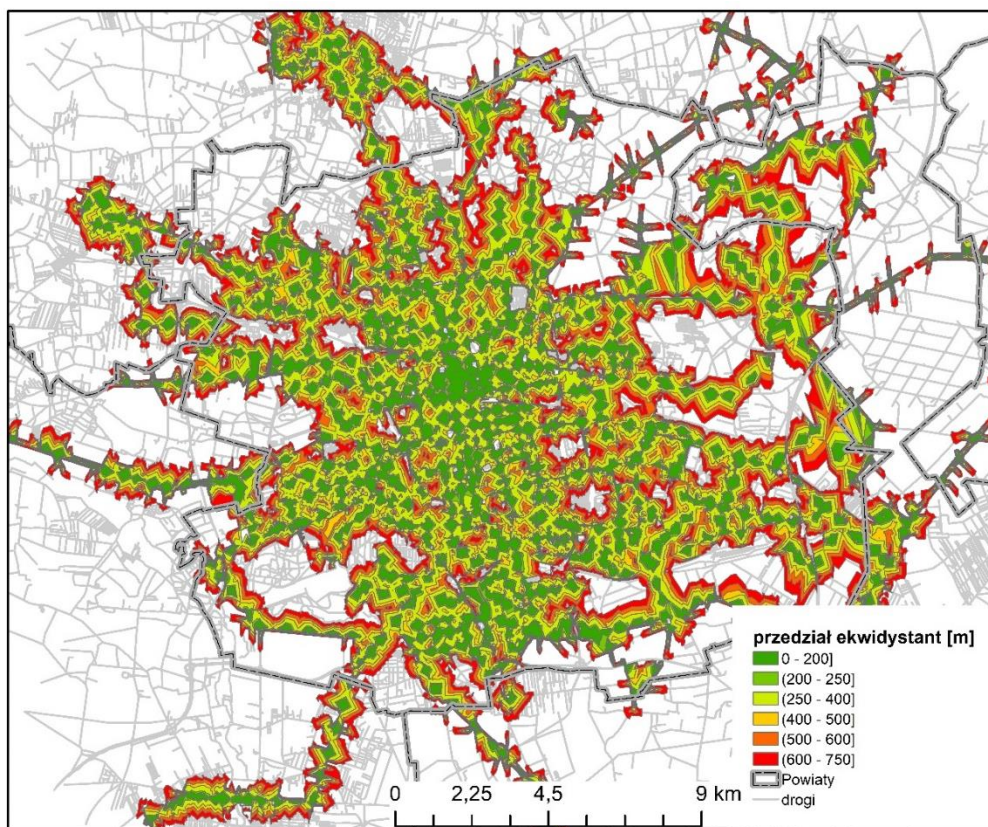 przedział ekwidystant [m]
0 - 200]
(200 - 250]
(250 - 400]
(400 - 500]
(500 - 600]
(600 - 750]
Powiaty
drogi
0 2,25 4,5 9 km